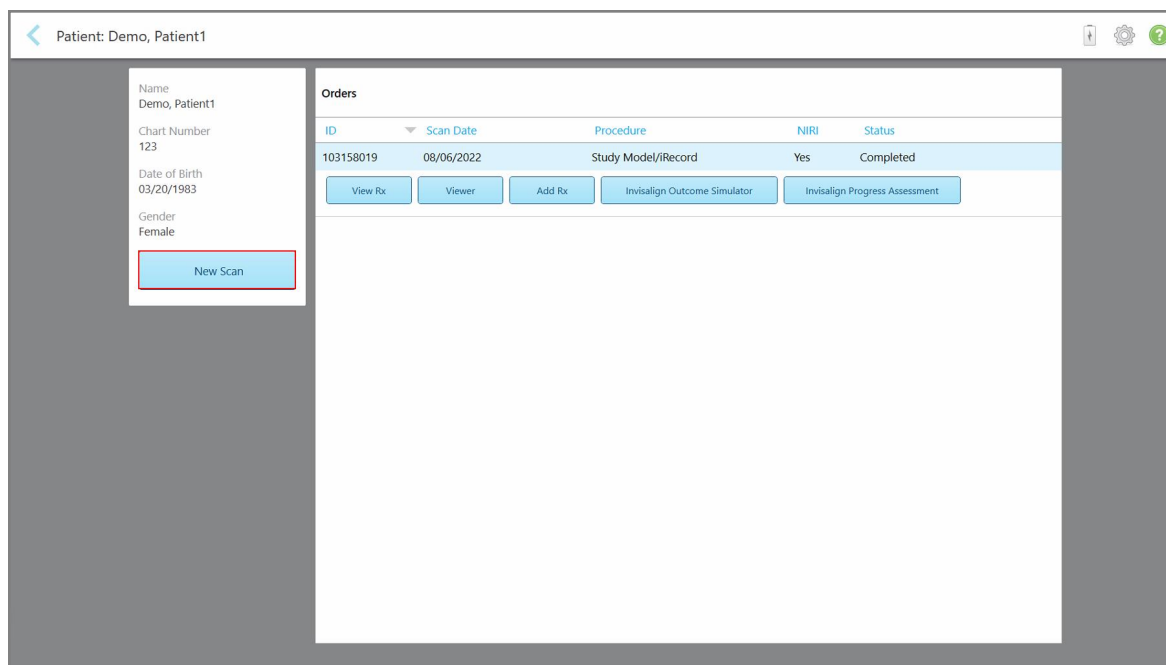 Patient: Demo, Patient1
?
Name
Demo, Patient1
Chart Number
123
Date of Birth
03/20/1983
Gender
Female
New Scan
Orders
ID Scan Date Procedure NIRI Status
103158019 08/06/2022 Study Model/iRecord Yes Completed
View Rx Viewer Add Rx Invisalign Outcome Simulator Invisalign Progress Assessment